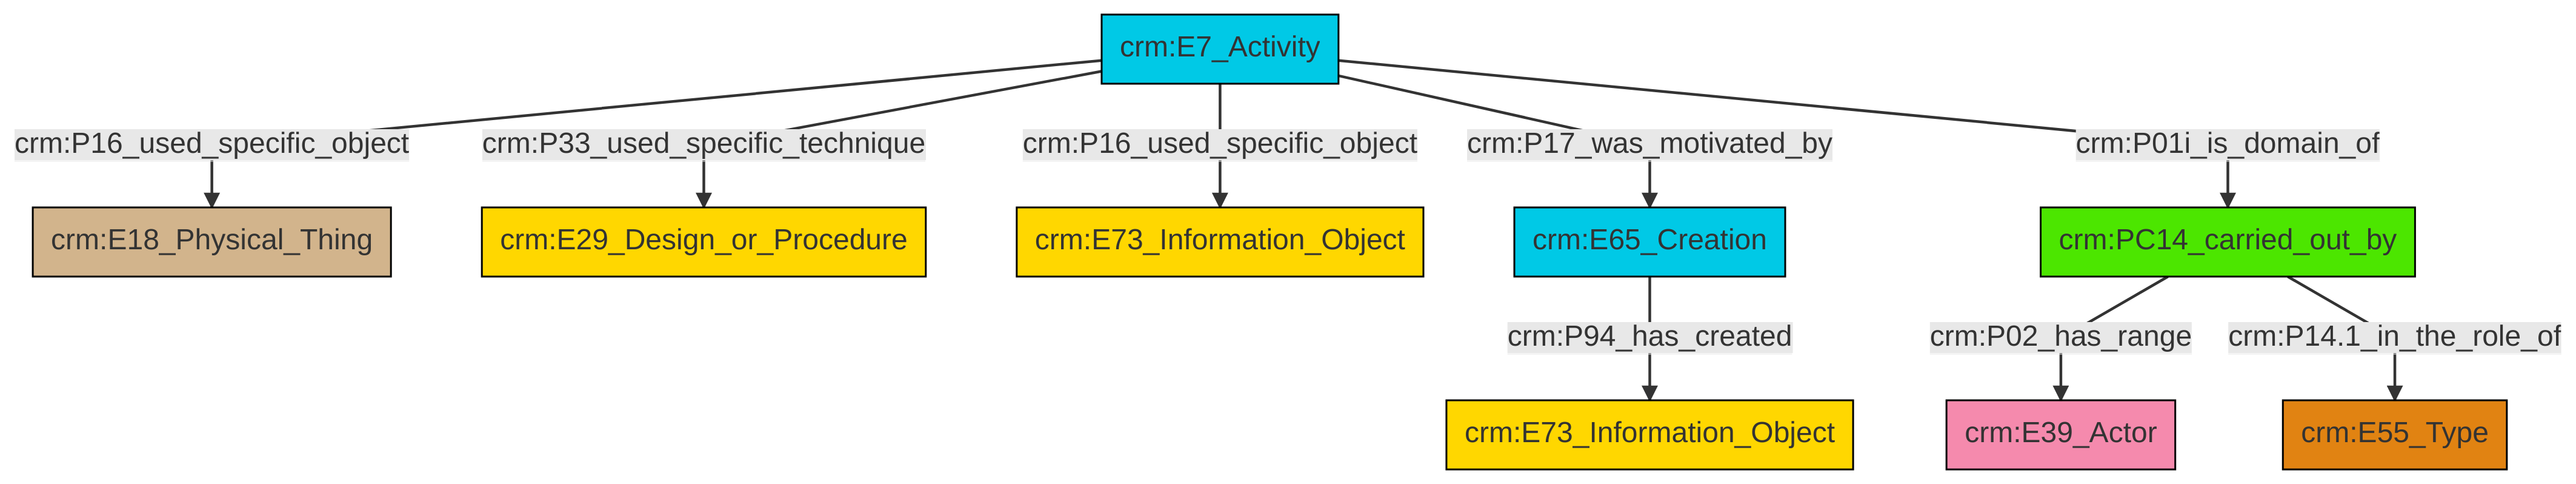 crm:E7_Activity
crm:P16_used_specific_object
crm:P33_used_specific_technique
crm:P16_used_specific_object
crm:P17_was_motivated_by
crm:P01i_is_domain_of
crm:E18_Physical_Thing
crm:E29_Design_or_Procedure
crm:E73_Information_Object
crm:E65_Creation
crm:PC14_carried_out_by
crm:P94_has_created
crm:P02_has_range
crm:P14.1_in_the_role_of
crm:E73_Information_Object
crm:E39_Actor
crm:E55_Type